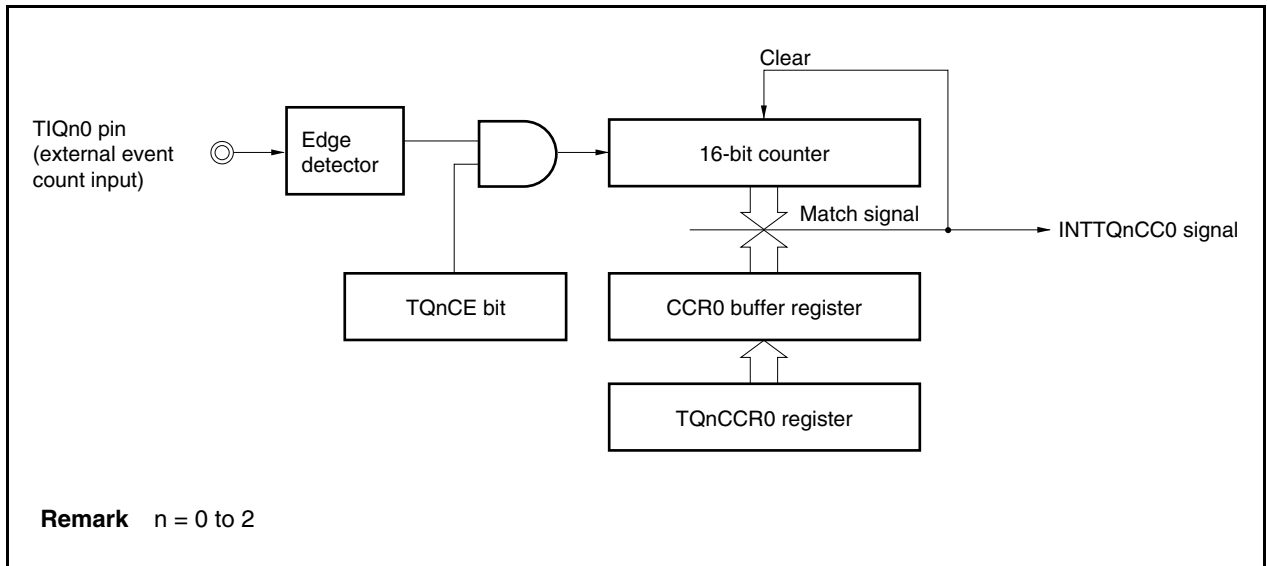 Clear
TIQn0 pin
(external event
count input)
Edge
detector
16-bit counter
Match signal
INTTQnCC0 signal
TQnCE bit
CCR0 buffer register
TQnCCR0 register
Remark n = 0 to 2